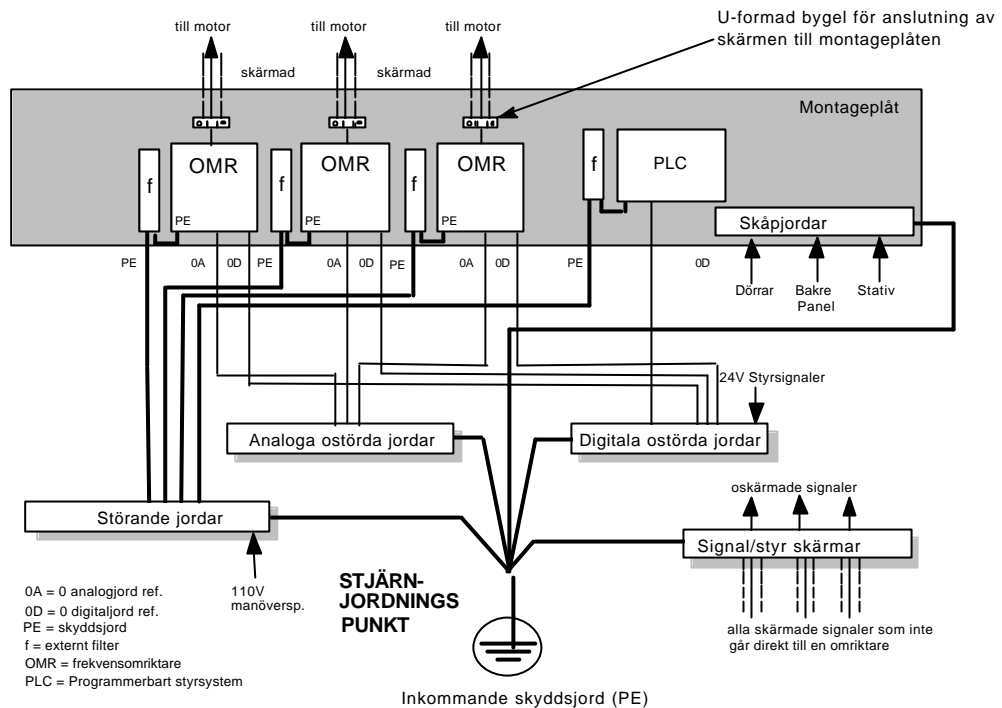 U-formad bygel för anslutning av
skärmen till montageplåten
till motor
till motor
till motor
skärmad
skärmad
Montageplåt
f
OMR
PE
f
OMR
PE
f
OMR
PE
f
PLC
Skåpjordar
PE
0A
0D
PE
0A
0D
PE
0A
0D
PE
0D
Dörrar
Bakre
Panel
Stativ
24V Styrsignaler
Analoga ostörda jordar
Digitala ostörda jordar
oskärmade signaler
Störande jordar
Signal/styr skärmar
110V
manöversp.
STJÄRN-
JORDNINGS
PUNKT
0A = 0 analogjord ref.
0D = 0 digitaljord ref.
PE = skyddsjord
f = externt filter
OMR = frekvensomriktare
PLC = Programmerbart styrsystem
alla skärmade signaler som inte
går direkt till en omriktare
Inkommande skyddsjord (PE)